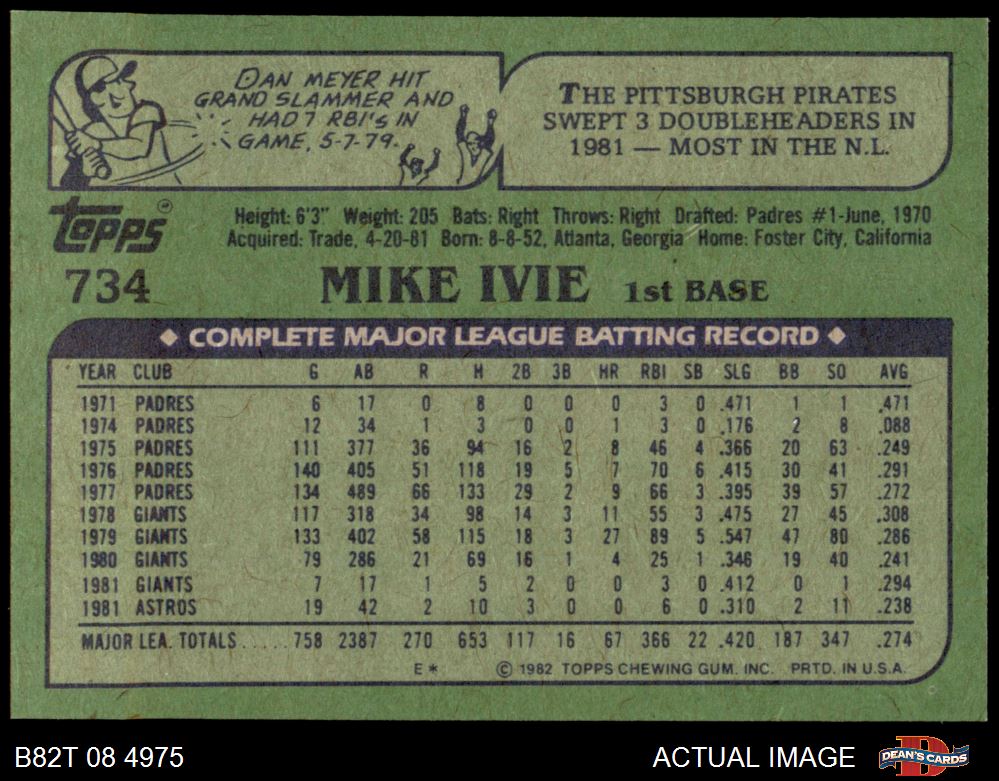 DAN MEYER HIT
GRAND SLAMMER AND
HAD 7 RBI's IN
GAME, 5-7-79.
THE PITTSBURGH PIRATES
SWEPT 3 DOUBLEHEADERS IN
1981 — MOST IN THE N.L.
TOPPS®
Height: 6'3" Weight: 205 Bats: Right Throws: Right Drafted: Padres #1-June, 1970
Acquired: Trade, 4-20-81 Born: 8-8-52, Atlanta, Georgia Home: Foster City, California
734 MIKE IVIE 1st BASE
◆ COMPLETE MAJOR LEAGUE BATTING RECORD ◆
YEAR CLUB G AB R H 2B 3B HR RBI SB SLG BB SO AVG
1971 PADRES 6 17 0 8 0 0 0 3 0 .471 1 1 .471
1974 PADRES 12 34 1 3 0 0 1 3 0 .176 2 8 .088
1975 PADRES 111 377 36 94 16 2 8 46 4 .366 20 63 .249
1976 PADRES 140 405 51 118 19 5 7 70 6 .415 30 41 .291
1977 PADRES 134 489 66 133 29 2 9 66 3 .395 39 57 .272
1978 GIANTS 117 318 34 98 14 3 11 55 3 .475 27 45 .308
1979 GIANTS 133 402 58 115 18 3 27 89 5 .547 47 80 .286
1980 GIANTS 79 286 21 69 16 1 4 25 1 .346 19 40 .241
1981 GIANTS 7 17 1 5 2 0 0 3 0 .412 0 1 .294
1981 ASTROS 19 42 2 10 3 0 0 6 0 .310 2 11 .238
MAJOR LEA. TOTALS.....758 2387 270 653 117 16 67 366 22 .420 187 347 .274
E* © 1982 TOPPS CHEWING GUM. INC. PRTD. IN U.S.A.
B82T 08 4975 ACTUAL IMAGE DEAN'S CARDS